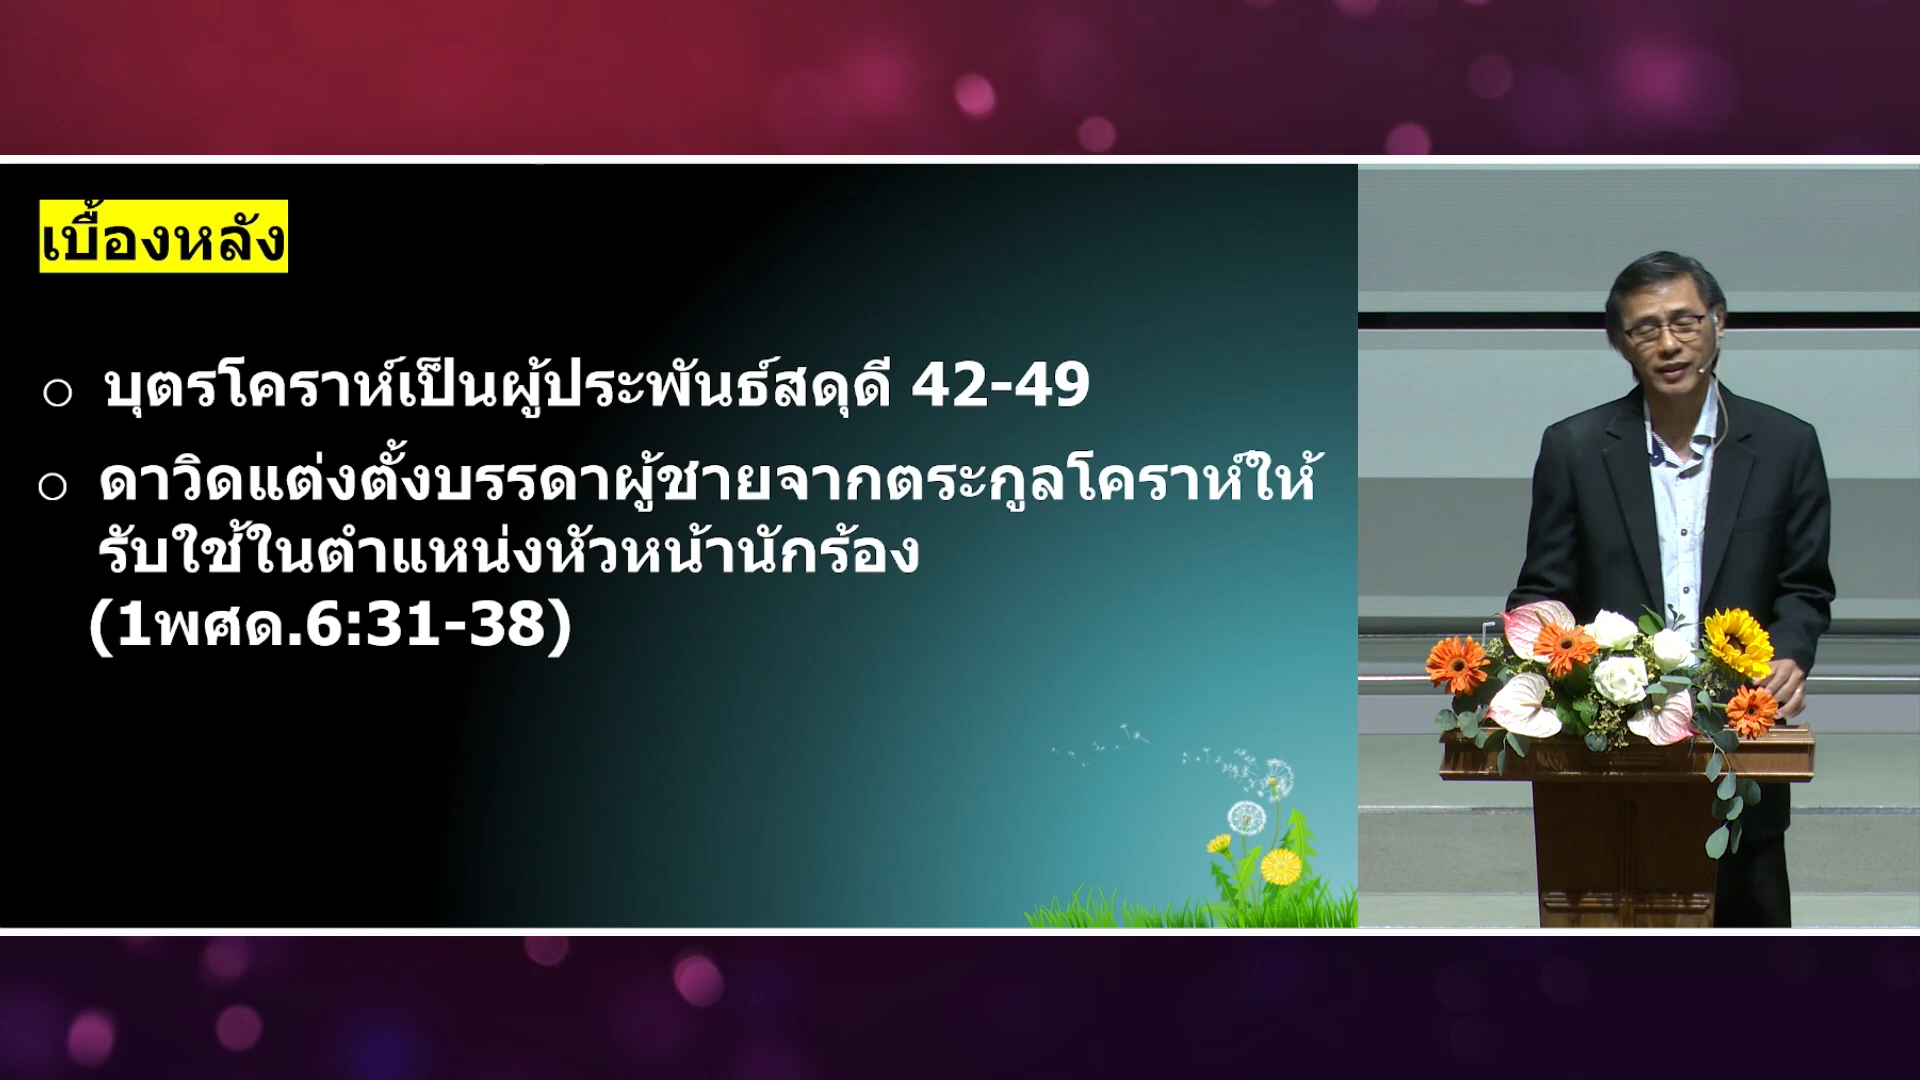 เบื้องหลัง
o บุตรโคราห์เป็นผู้ประพันธ์สดุดี 42-49
o ดาวิดแต่งตั้งบรรดาผู้ชายจากตระกูลโคราห์ให้
รับใช้ในตำแหน่งหัวหน้านักร้อง
(1พศด.6:31-38)